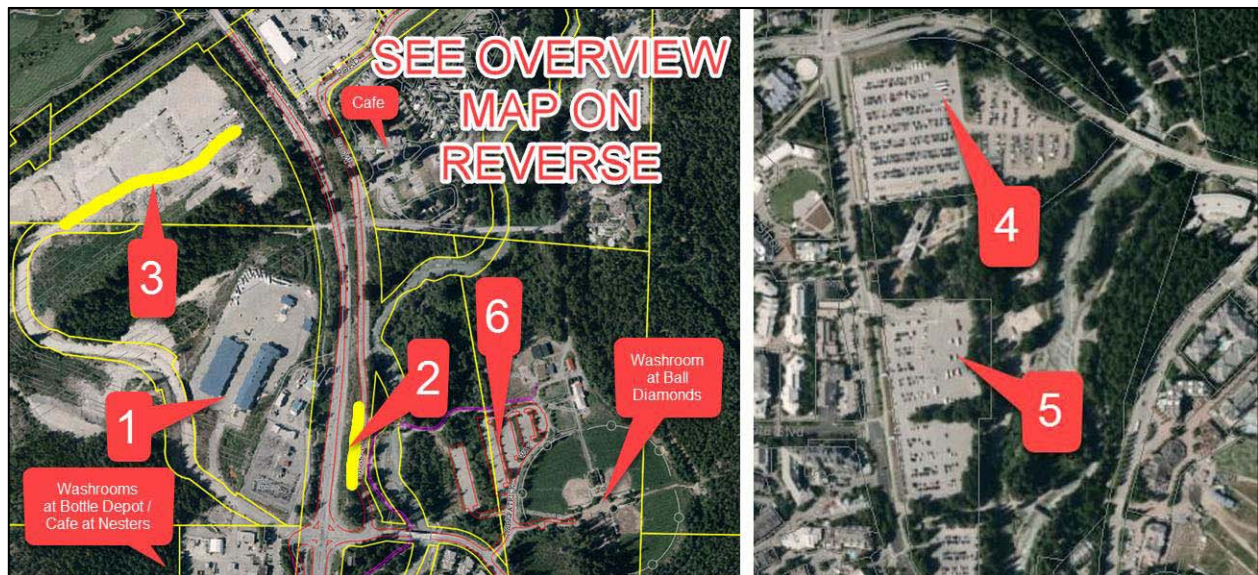 SEE OVERVIEW
MAP ON
REVERSE
Cafe
3
1
2
6
Washroom
at Ball
Diamonds
Washrooms
at Bottle Depot /
Cafe at Nesters
4
5